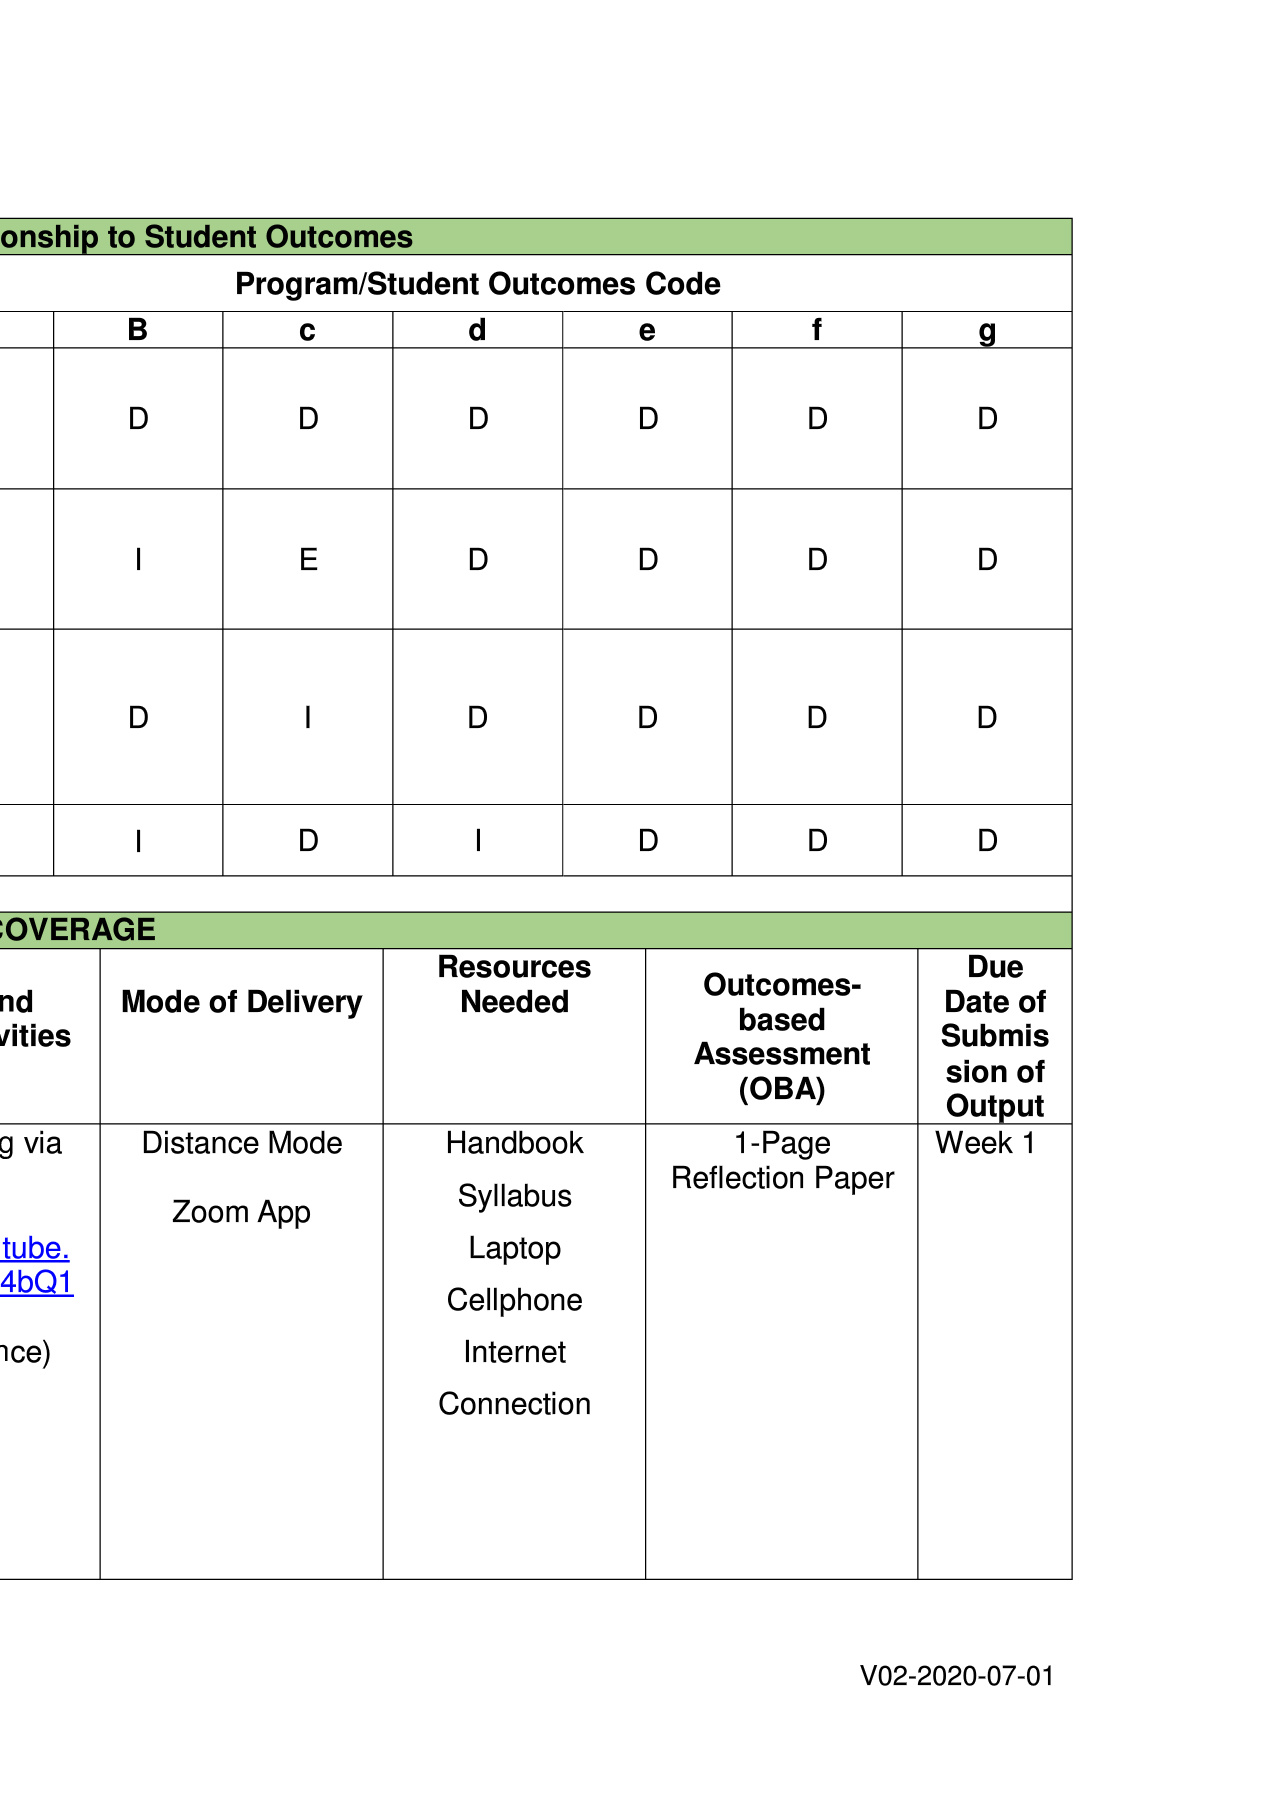 onship to Student Outcomes
Program/Student Outcomes Code
B c d e f g
D D D D D D
I E D D D D
D I D D D D
I D I D D D
COVERAGE
nd
vities
Mode of Delivery
Resources
Needed
Outcomes-
based
Assessment
(OBA)
Due
Date of
Submis
sion of
Output
g via
tube.
4bQ1
nce)
Distance Mode
Zoom App
Handbook
Syllabus
Laptop
Cellphone
Internet
Connection
1-Page
Reflection Paper
Week 1
V02-2020-07-01